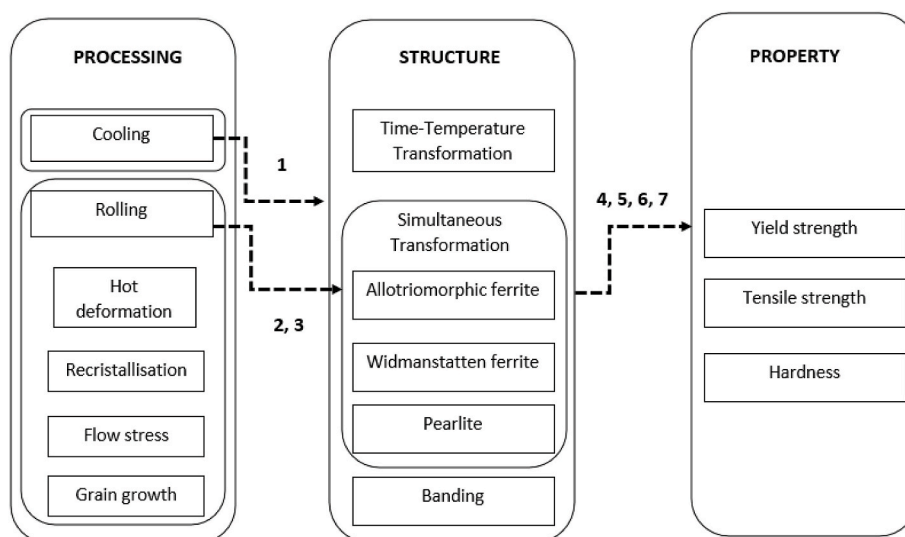 PROCESSING
Cooling
Rolling
Hot
deformation
Recristallisation
Flow stress
Grain growth
1
2, 3
STRUCTURE
Time-Temperature
Transformation
Simultaneous
Transformation
Allotriomorphic ferrite
Widmanstatten ferrite
Pearlite
Banding
4, 5, 6, 7
PROPERTY
Yield strength
Tensile strength
Hardness